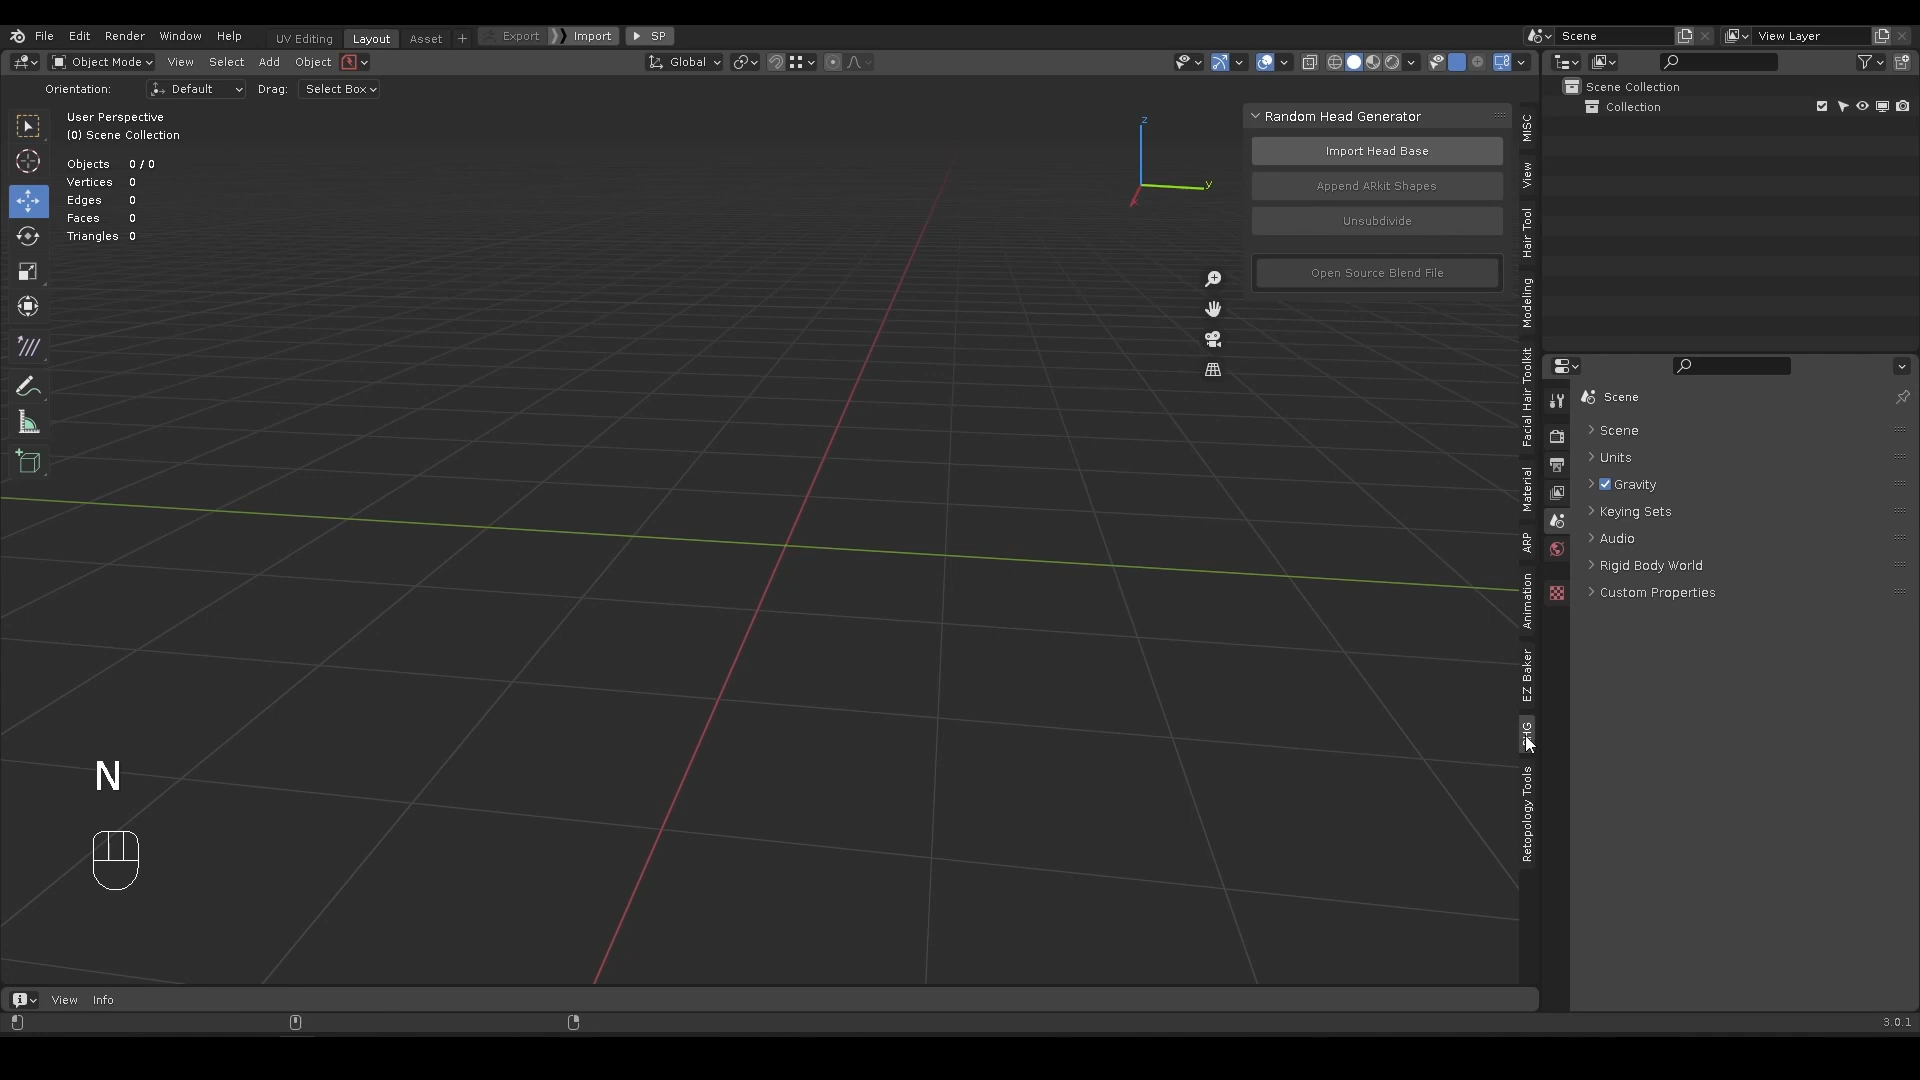 File Edit Render Window Help UV Editing Layout Asset + Export Import SP Scene View Layer
Object Mode View Select Add Object Global
Orientation: Default Drag: Select Box
User Perspective
(0) Scene Collection
Objects 0 / 0
Vertices 0
Edges 0
Faces 0
Triangles 0
z
y
Random Head Generator
Import Head Base
Append ARkit Shapes
Unsubdivide
Open Source Blend File
MISC
View
Hair Tool
Modeling
Facial Hair Toolkit
Material
ARP
Animation
EZ Baker
Retopology Tools
Scene Collection
Collection
Scene
Scene
Units
Gravity
Keying Sets
Audio
Rigid Body World
Custom Properties
N
View Info
3.0.1